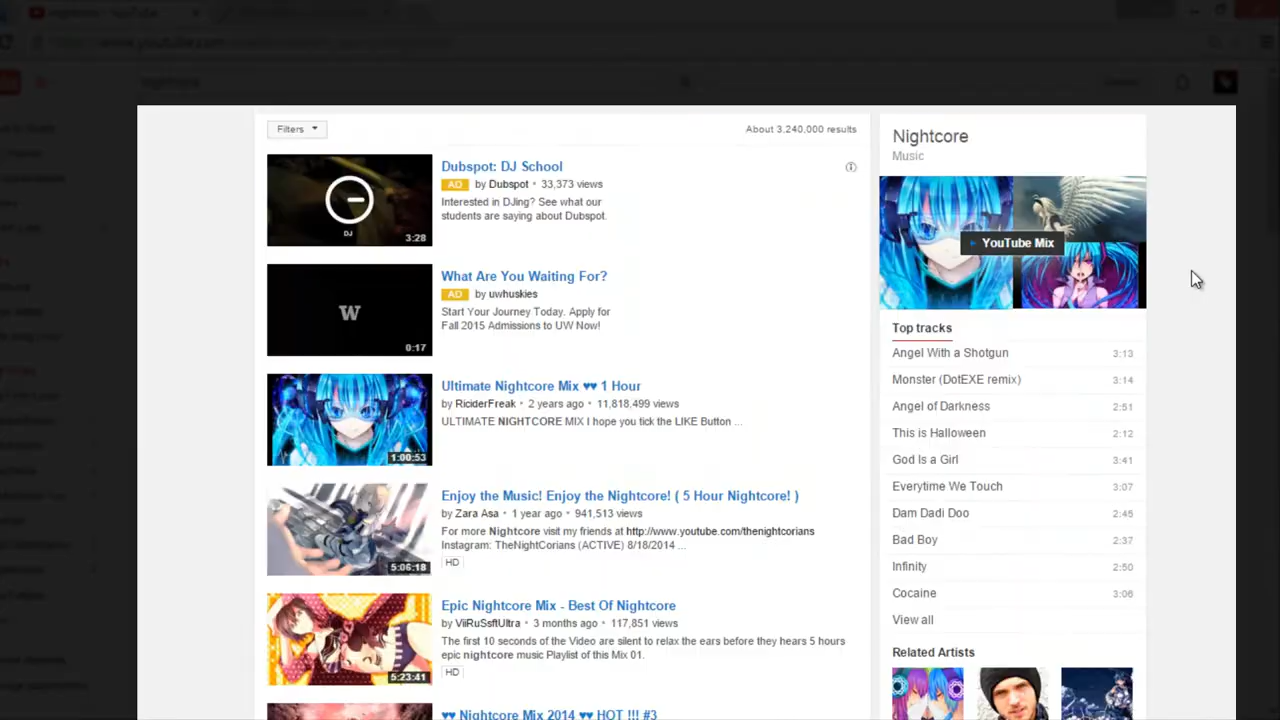 Filters
About 3,240,000 results
Dubspot: DJ School
AD by Dubspot • 33,373 views
Interested in DJing? See what our
students are saying about Dubspot.
DJ
3:28
What Are You Waiting For?
AD by uwhuskies
Start Your Journey Today. Apply for
Fall 2015 Admissions to UW Now!
W
0:17
Ultimate Nightcore Mix ♥♥ 1 Hour
by RiciderFreak • 2 years ago • 11,818,499 views
ULTIMATE NIGHTCORE MIX I hope you tick the LIKE Button ...
1:00:53
Enjoy the Music! Enjoy the Nightcore! ( 5 Hour Nightcore! )
by Zara Asa • 1 year ago • 941,513 views
For more Nightcore visit my friends at http://www.youtube.com/thenightcorians
Instagram: TheNightCorians (ACTIVE) 8/18/2014 ...
HD
5:06:18
Epic Nightcore Mix - Best Of Nightcore
by ViiRuSsftUltra • 3 months ago • 117,851 views
The first 10 seconds of the Video are silent to relax the ears before they hears 5 hours
epic nightcore music Playlist of this Mix 01.
HD
5:23:41
♥♥ Nightcore Mix 2014 ♥♥ HOT !!! #3
Nightcore
Music
YouTube Mix
Top tracks
Angel With a Shotgun 3:13
Monster (DotEXE remix) 3:14
Angel of Darkness 2:51
This is Halloween 2:12
God Is a Girl 3:41
Everytime We Touch 3:07
Dam Dadi Doo 2:45
Bad Boy 2:37
Infinity 2:50
Cocaine 3:06
View all
Related Artists